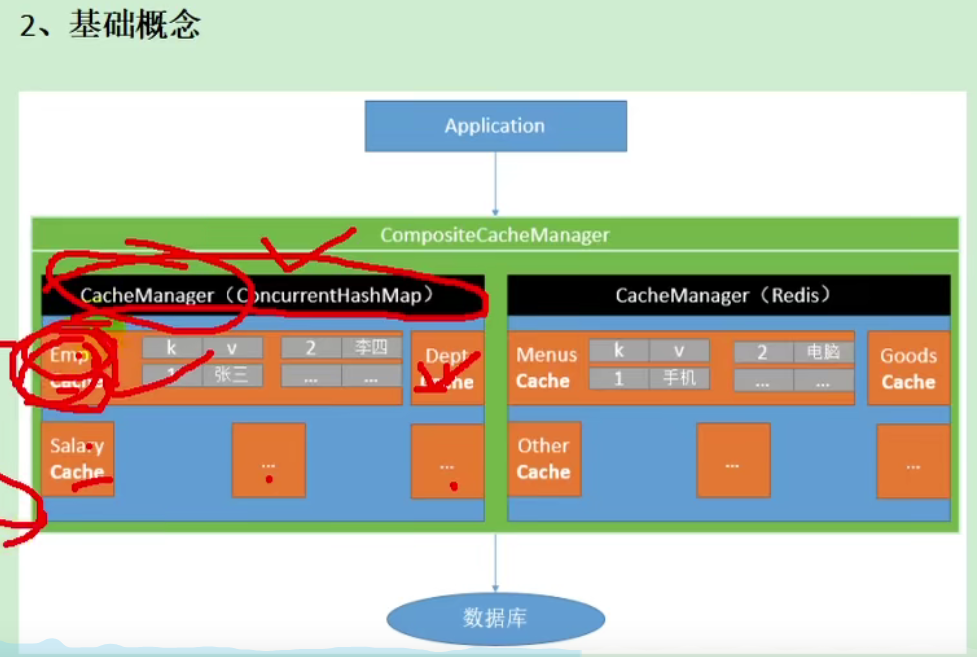 2、基础概念
Application
CompositeCacheManager
CacheManager（ConcurrentHashMap）
Emp
Cache
k v
1 张三
2 李四
... ...
Dept
Cache
Salary
Cache
...
...
CacheManager（Redis）
Menus
Cache
k v
1 手机
2 电脑
... ...
Goods
Cache
Other
Cache
...
...
数据库